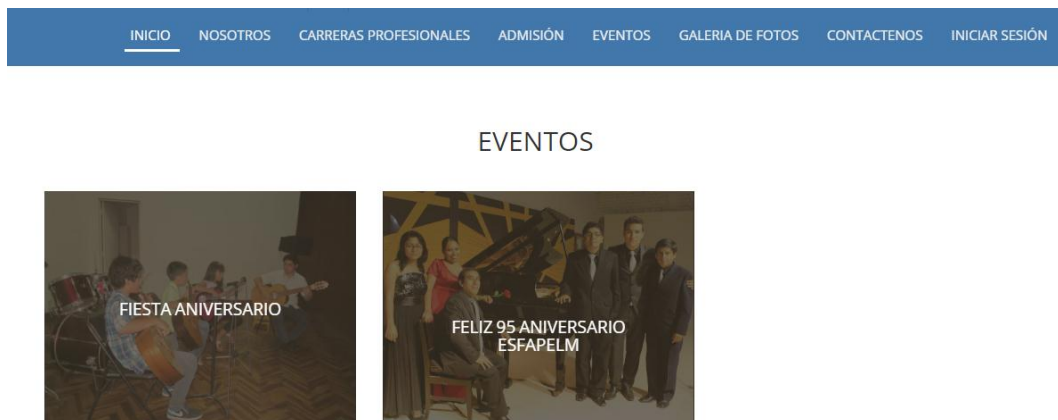 INICIO NOSOTROS CARRERAS PROFESIONALES ADMISIÓN EVENTOS GALERIA DE FOTOS CONTACTENOS INICIAR SESIÓN
EVENTOS
FIESTA ANIVERSARIO
FELIZ 95 ANIVERSARIO
ESFAPELM